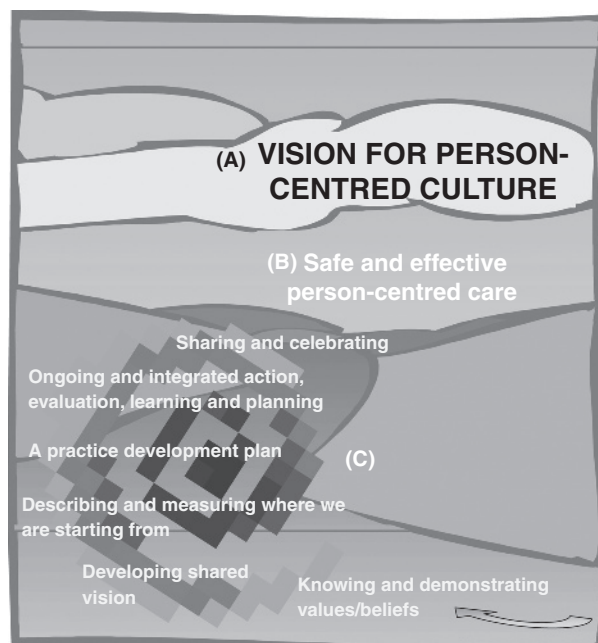 (A) VISION FOR PERSON-
CENTRED CULTURE
(B) Safe and effective
person-centred care
Sharing and celebrating
Ongoing and integrated action,
evaluation, learning and planning
A practice development plan
(C)
Describing and measuring where we
are starting from
Developing shared
vision
Knowing and demonstrating
values/beliefs